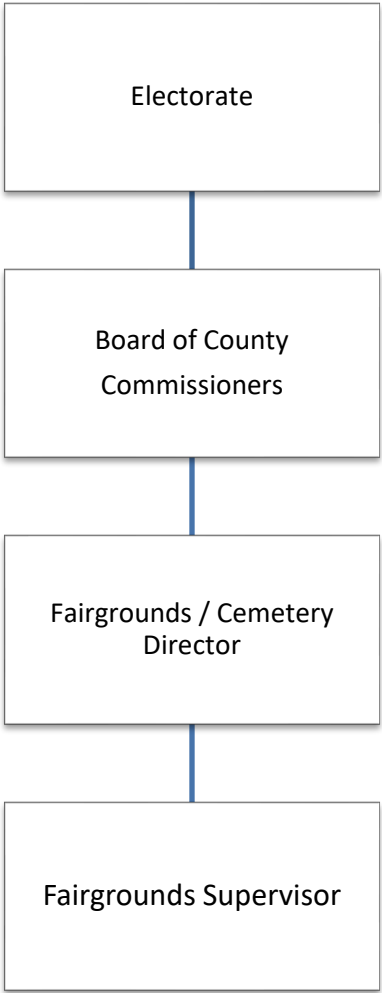 Electorate
Board of County
Commissioners
Fairgrounds / Cemetery
Director
Fairgrounds Supervisor